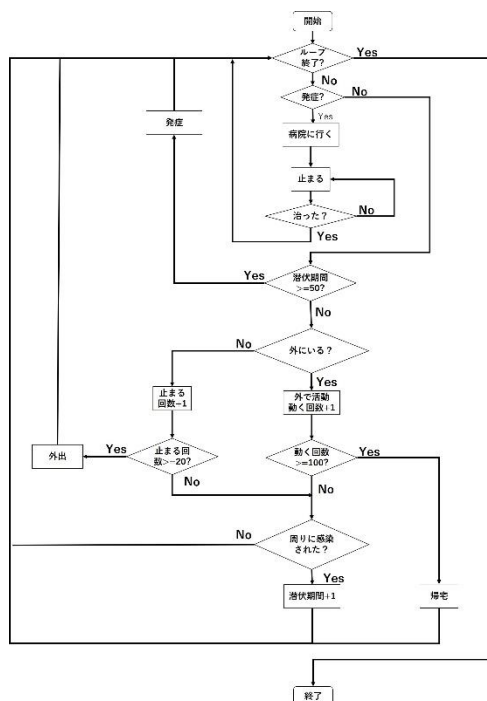 開始
ループ
終了?
Yes
No
発症?
No
Yes
病院に行く
発症
止まる
治った？
No
Yes
潜伏期間
>=50?
Yes
No
外にいる？
No
Yes
止まる
回数-1
外で活動
動く回数+1
外出
Yes
止まる回
数>-20?
No
動く回数
>=100?
Yes
No
周りに感染
された？
No
Yes
潜伏期間+1
帰宅
終了